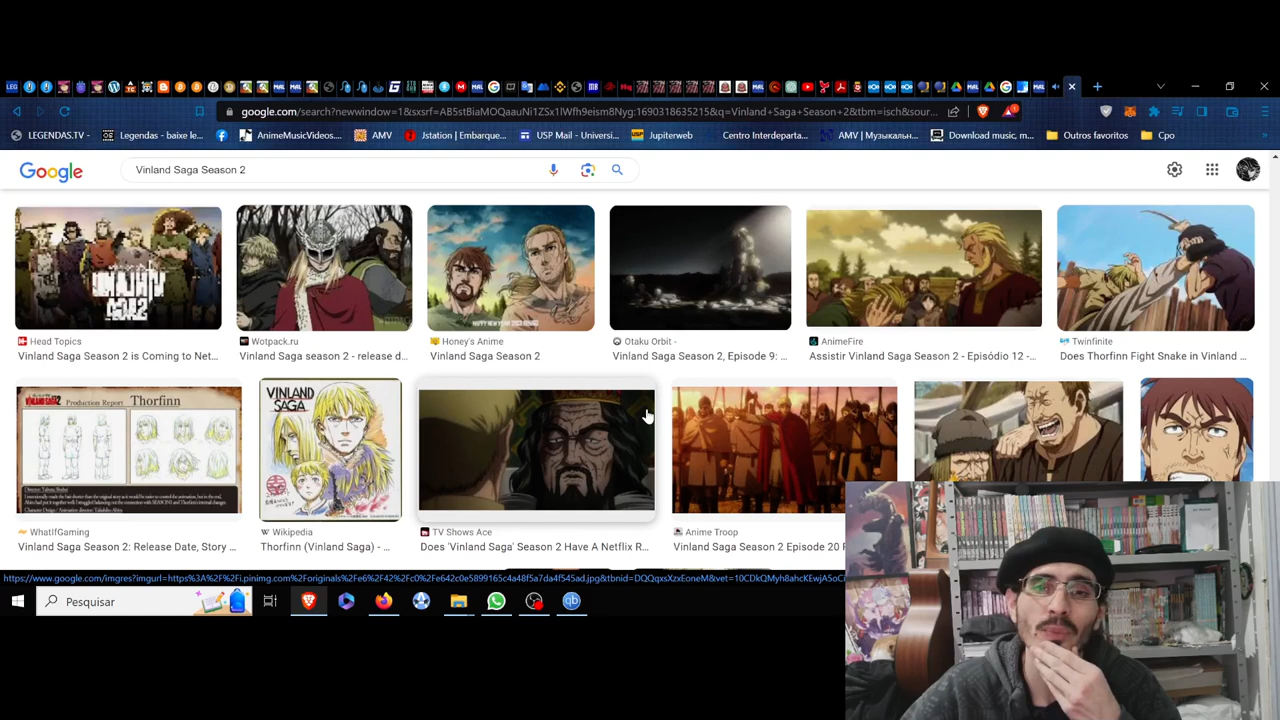 google.com/search?newwindow=1&sxsrf=AB5stBiaMOQaauNi1ZSx1lWfh9eism8Nyg:1690318635215&q=Vinland+Saga+Season+2&tbm=isch&sour...
LEGENDAS.TV - Legendas - baixe le... AnimeMusicVideos.... AMV Jstation | Embarque... USP Mail - Universi... Jupiterweb Centro Interdeparta... AMV | Музыкальн... Download music, m... Outros favoritos Cpo
Google Vinland Saga Season 2
Head Topics Wotpack.ru Honey's Anime Otaku Orbit - AnimeFire Twinfinite
Vinland Saga Season 2 is Coming to Net... Vinland Saga season 2 - release d... Vinland Saga Season 2 Vinland Saga Season 2, Episode 9: ... Assistir Vinland Saga Season 2 - Episódio 12 -... Does Thorfinn Fight Snake in Vinland ...
VINLAND SAGA2 Production Report Thorfinn
VINLAND SAGA
WhatIfGaming Wikipedia TV Shows Ace Anime Troop
Vinland Saga Season 2: Release Date, Story ... Thorfinn (Vinland Saga) - ... Does 'Vinland Saga' Season 2 Have A Netflix R... Vinland Saga Season 2 Episode 20
Pesquisar